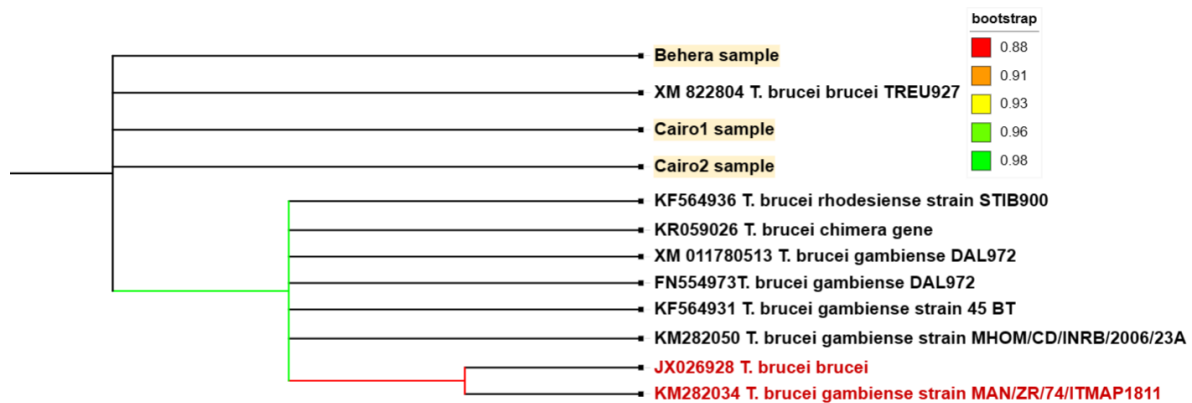 bootstrap
0.88
0.91
0.93
0.96
0.98
Behera sample
XM 822804 T. brucei brucei TREU927
Cairo1 sample
Cairo2 sample
KF564936 T. brucei rhodesiense strain STIB900
KR059026 T. brucei chimera gene
XM 011780513 T. brucei gambiense DAL972
FN554973T. brucei gambiense DAL972
KF564931 T. brucei gambiense strain 45 BT
KM282050 T. brucei gambiense strain MHOM/CD/INRB/2006/23A
JX026928 T. brucei brucei
KM282034 T. brucei gambiense strain MAN/ZR/74/ITMAP1811